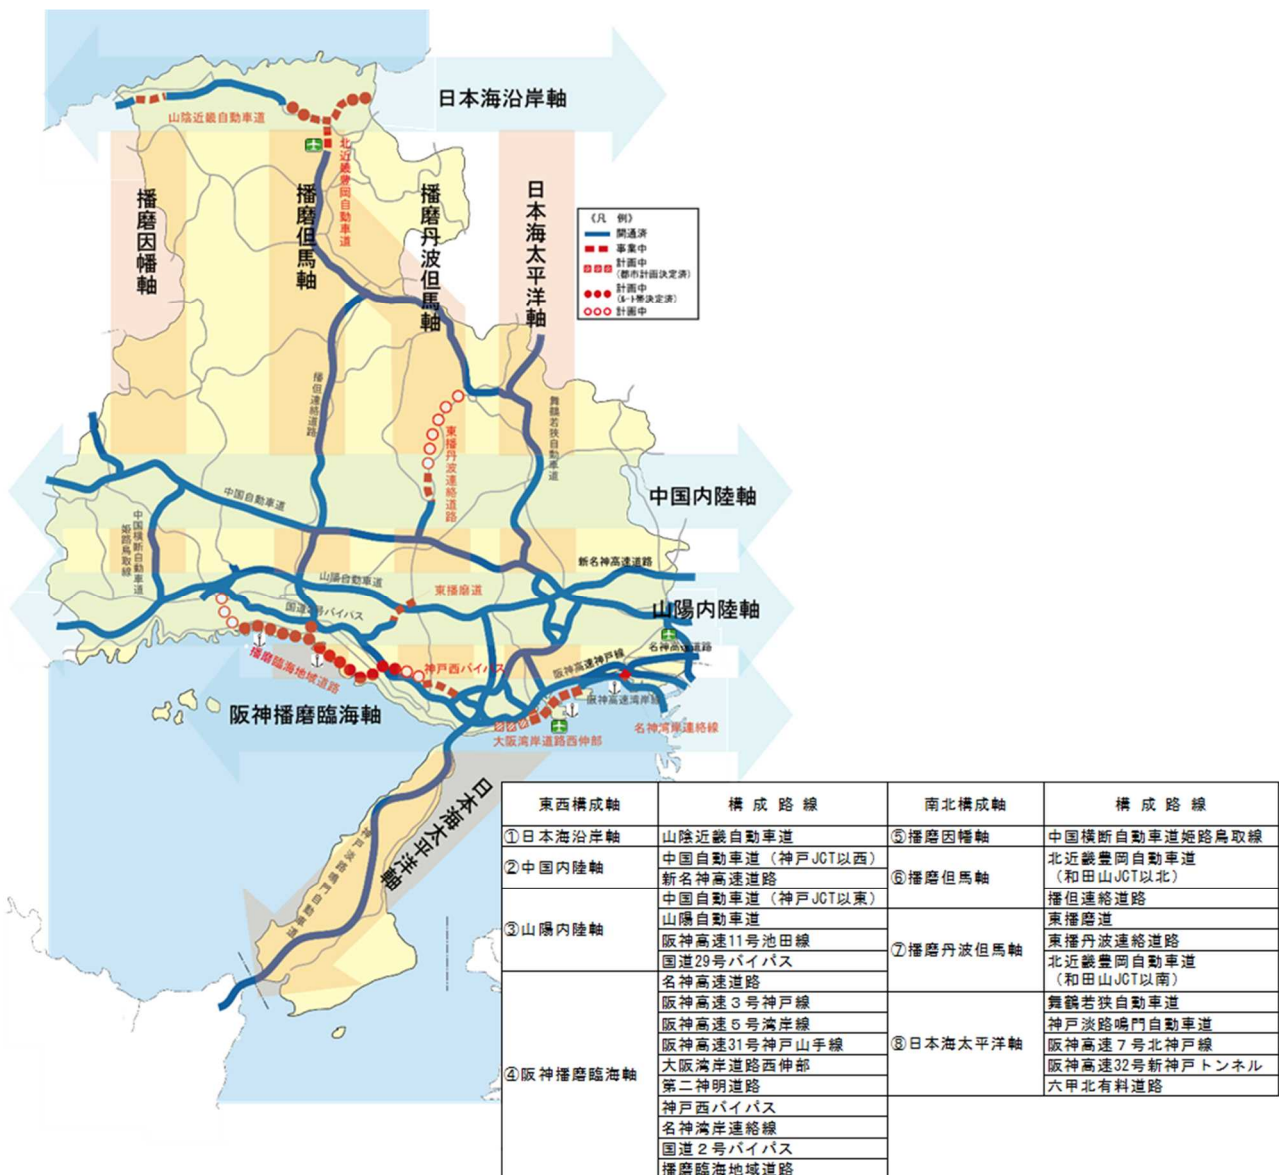 日本海沿岸軸
山陰近畿自動車道
北近畿豊岡自動車道
播磨因幡軸
播磨但馬軸
播磨丹波但馬軸
日本海太平洋軸
《凡 例》
開通済
事業中
計画中
(都市計画決定済)
計画中
(ルート帯決定済)
計画中
播但連絡道路
東播丹波連絡道路
舞鶴若狭自動車道
中国内陸軸
中国自動車道
中国横断自動車道
姫路鳥取線
新名神高速道路
山陽自動車道
東播磨道
山陽内陸軸
国道2号バイパス
名神高速道路
播磨臨海地域道路
神戸西バイパス
阪神高速神戸線
阪神高速湾岸線
阪神播磨臨海軸
大阪湾岸道路西伸部
名神湾岸連絡線
日本海太平洋軸
神戸淡路鳴門自動車道
東西構成軸 構成路線 南北構成軸 構成路線
①日本海沿岸軸 山陰近畿自動車道 ⑤播磨因幡軸 中国横断自動車道姫路鳥取線
②中国内陸軸 中国自動車道（神戸JCT以西） ⑥播磨但馬軸 北近畿豊岡自動車道
（和田山JCT以北）
新名神高速道路
播但連絡道路
③山陽内陸軸 中国自動車道（神戸JCT以東）
山陽自動車道 ⑦播磨丹波但馬軸 東播磨道
阪神高速11号池田線 東播丹波連絡道路
国道29号バイパス 北近畿豊岡自動車道
（和田山JCT以南）
④阪神播磨臨海軸 名神高速道路
阪神高速３号神戸線 ⑧日本海太平洋軸 舞鶴若狭自動車道
阪神高速５号湾岸線 神戸淡路鳴門自動車道
阪神高速31号神戸山手線 阪神高速７号北神戸線
大阪湾岸道路西伸部 阪神高速32号新神戸トンネル
第二神明道路 六甲北有料道路
神戸西バイパス
名神湾岸連絡線
国道２号バイパス
播磨臨海地域道路